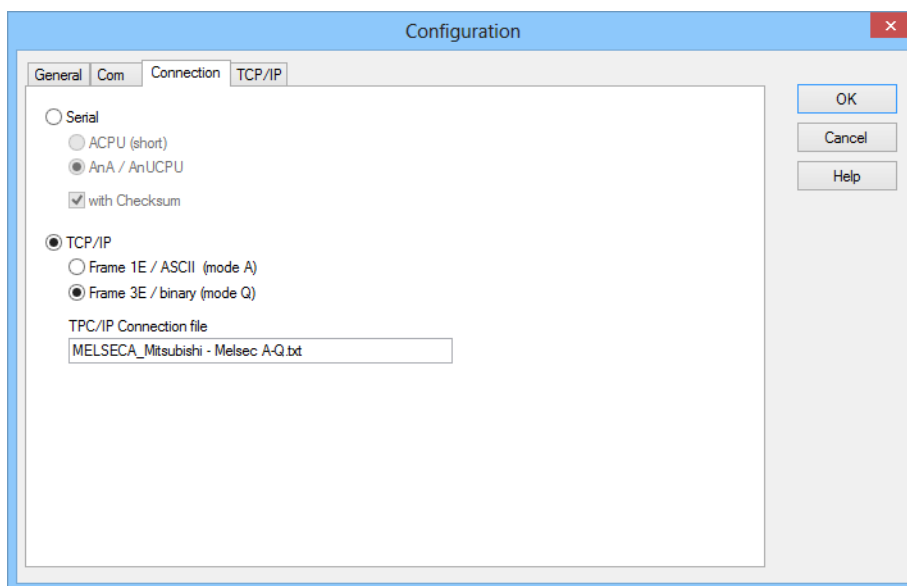 Configuration
General Com Connection TCP/IP
OK
Cancel
Help
Serial
ACPU (short)
AnA / AnUCPU
with Checksum
TCP/IP
Frame 1E / ASCII (mode A)
Frame 3E / binary (mode Q)
TPC/IP Connection file
MELSECA_Mitsubishi - Melsec A-Q.txt